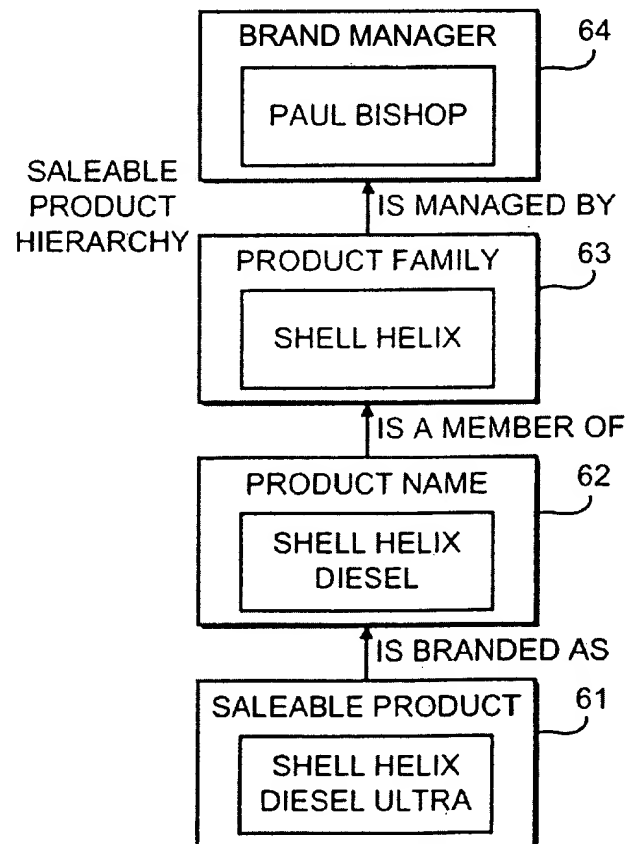 BRAND MANAGER
64
PAUL BISHOP
SALEABLE
PRODUCT
HIERARCHY
IS MANAGED BY
PRODUCT FAMILY
63
SHELL HELIX
IS A MEMBER OF
PRODUCT NAME
62
SHELL HELIX
DIESEL
IS BRANDED AS
SALEABLE PRODUCT
61
SHELL HELIX
DIESEL ULTRA